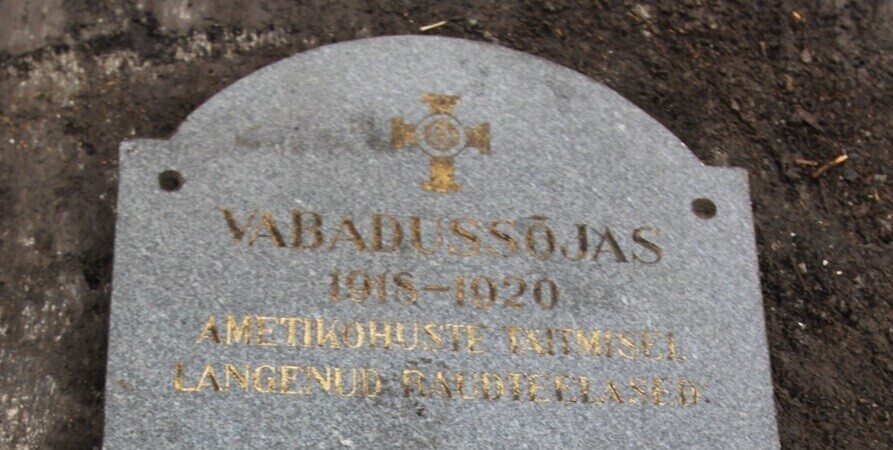 VABADUSSÕJAS
1918-1920
AMETIKOHUSTE TÄITMISEL
LANGENUD RAUDTEELASED